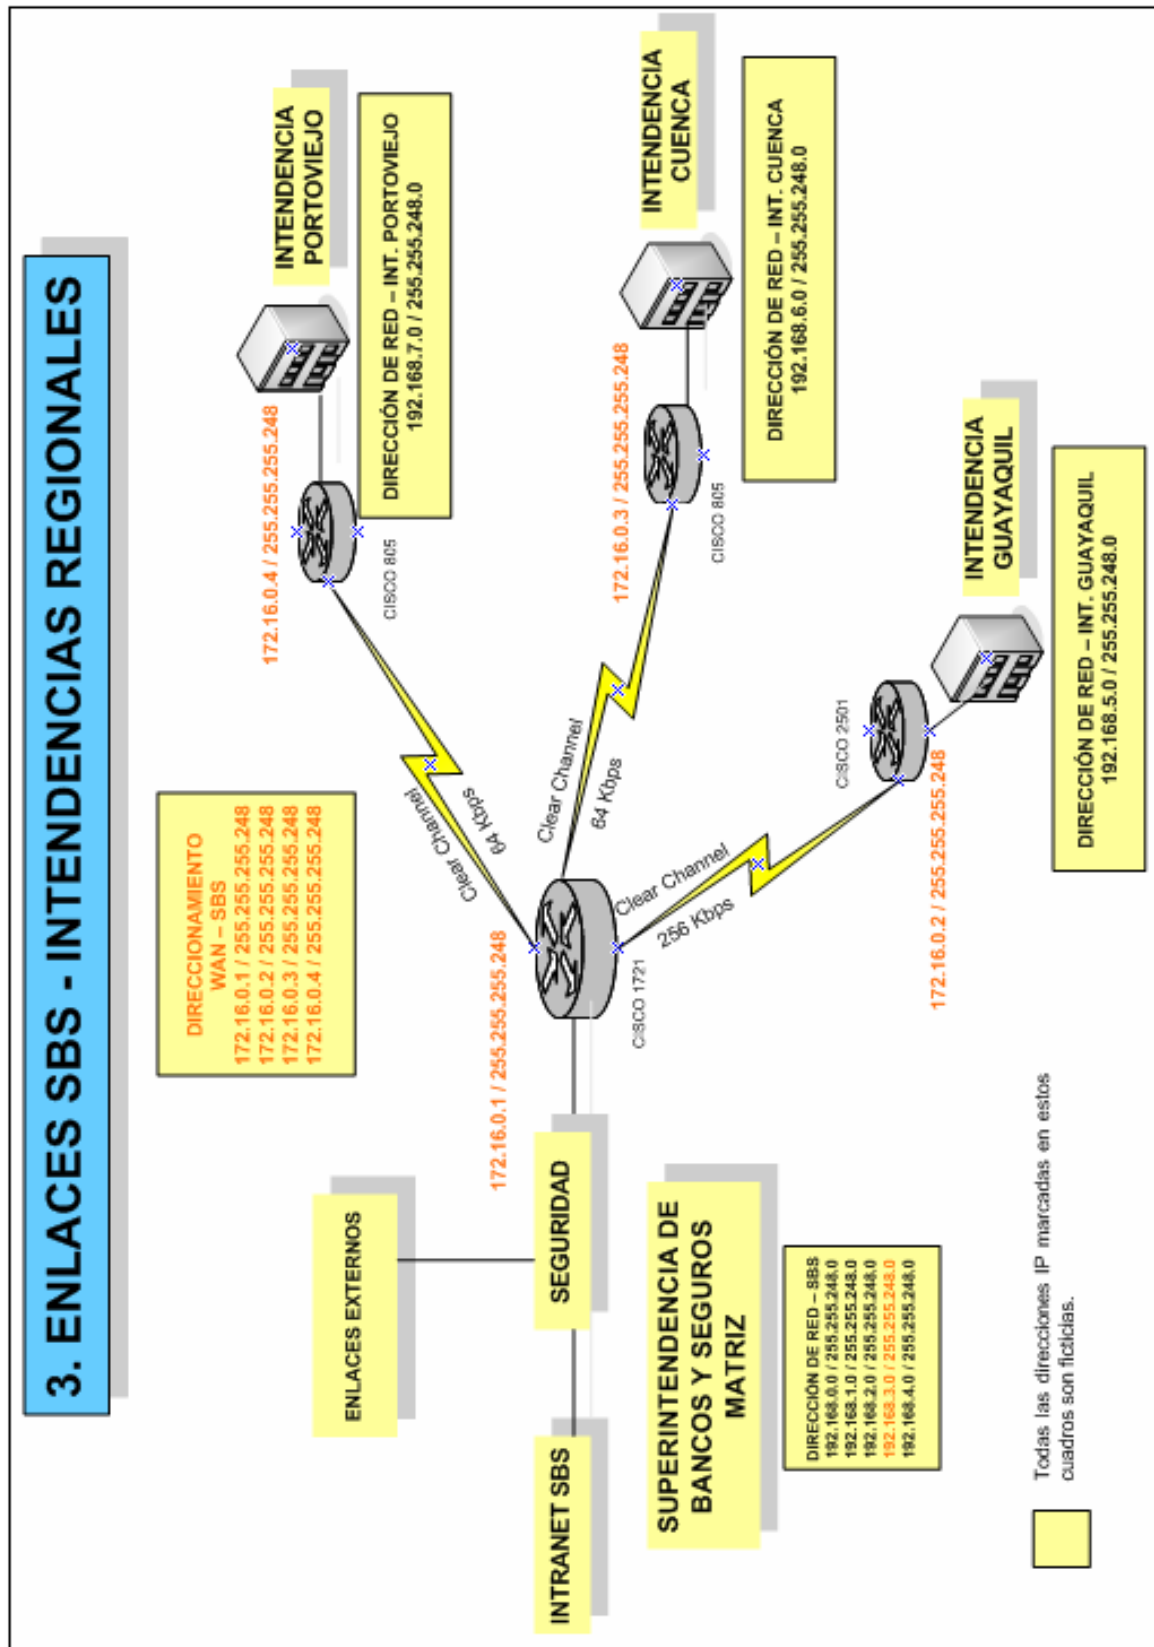 3. ENLACES SBS - INTENDENCIAS REGIONALES
DIRECCIONAMIENTO
WAN – SBS
172.16.0.1 / 255.255.255.248
172.16.0.2 / 255.255.255.248
172.16.0.3 / 255.255.255.248
172.16.0.4 / 255.255.255.248
INTENDENCIA
PORTOVIEJO
172.16.0.4 / 255.255.255.248
CISCO 805
DIRECCIÓN DE RED – INT. PORTOVIEJO
192.168.7.0 / 255.255.248.0
Clear Channel
64 Kbps
ENLACES EXTERNOS
172.16.0.1 / 255.255.255.248
INTRANET SBS
SEGURIDAD
CISCO 1721
Clear Channel
64 Kbps
172.16.0.3 / 255.255.255.248
CISCO 805
INTENDENCIA
CUENCA
DIRECCIÓN DE RED – INT. CUENCA
192.168.6.0 / 255.255.248.0
Clear Channel
256 Kbps
SUPERINTENDENCIA DE
BANCOS Y SEGUROS
MATRIZ
DIRECCIÓN DE RED – SBS
192.168.0.0 / 255.255.248.0
192.168.1.0 / 255.255.248.0
192.168.2.0 / 255.255.248.0
192.168.3.0 / 255.255.248.0
192.168.4.0 / 255.255.248.0
CISCO 2501
172.16.0.2 / 255.255.255.248
INTENDENCIA
GUAYAQUIL
DIRECCIÓN DE RED – INT. GUAYAQUIL
192.168.5.0 / 255.255.248.0
Todas las direcciones IP marcadas en estos
cuadros son ficticias.